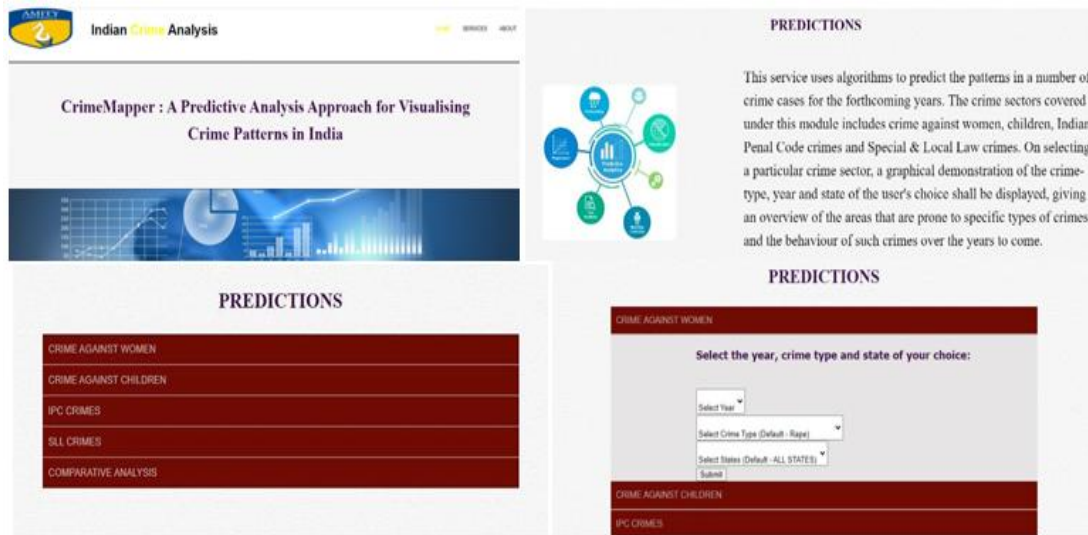 AMITY
Indian Crime Analysis
HOME SERVICES ABOUT
CrimeMapper : A Predictive Analysis Approach for Visualising
Crime Patterns in India
PREDICTIONS
This service uses algorithms to predict the patterns in a number of
crime cases for the forthcoming years. The crime sectors covered
under this module includes crime against women, children, Indian
Penal Code crimes and Special & Local Law crimes. On selecting
a particular crime sector, a graphical demonstration of the crime-
type, year and state of the user's choice shall be displayed, giving
an overview of the areas that are prone to specific types of crimes
and the behaviour of such crimes over the years to come.
Predictive
Analytics
PREDICTIONS
CRIME AGAINST WOMEN
CRIME AGAINST CHILDREN
IPC CRIMES
SLL CRIMES
COMPARATIVE ANALYSIS
PREDICTIONS
CRIME AGAINST WOMEN
Select the year, crime type and state of your choice:
Select Year
Select Crime Type (Default - Rape)
Select States (Default - ALL STATES)
Submit
CRIME AGAINST CHILDREN
IPC CRIMES